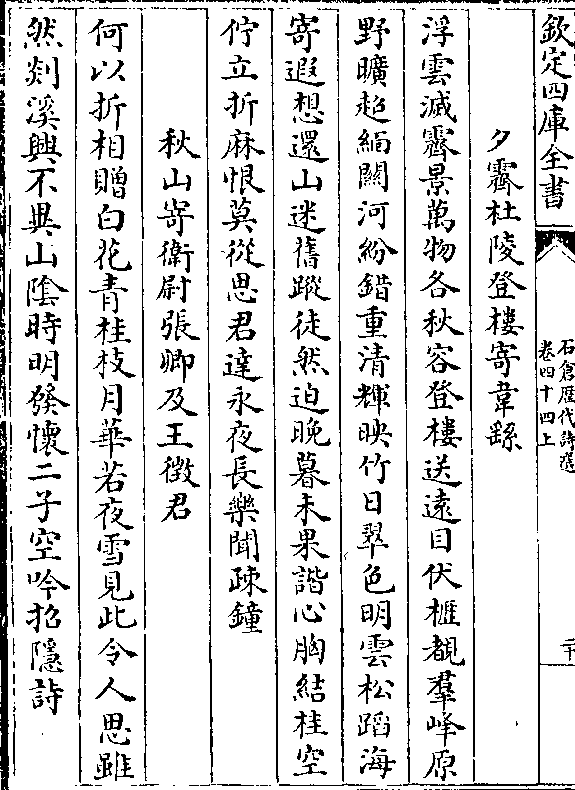 欽定四庫全書
石倉歴代詩選
卷四十四上
二十
夕霽杜陵登樓寄韋繇
浮雲滅霽景萬物各秋容登樓送遠目伏檻觀羣峰原
野曠超緬關河紛錯重清輝映竹日翠色明雲松蹈海
寄遐想還山迷舊蹤徒然迫晩暮未果諧心胸結桂空
佇立折麻恨莫從思君達永夜長樂聞疎鐘
秋山寄衛尉張卿及王徵君
何以折相贈白花青桂枝月華若夜雪見此令人思雖
然剡溪興不異山陰時明發懷二子空吟招隱詩